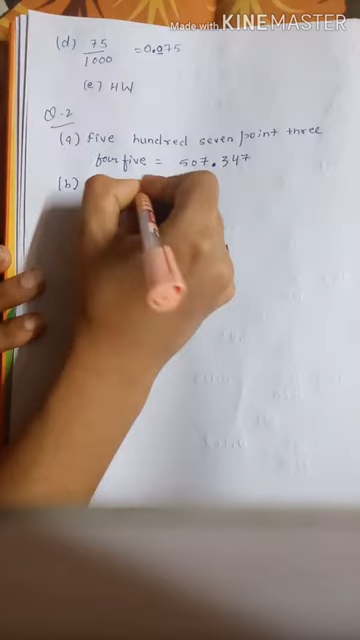 Made with KINEMASTER
(d) 75/1000 = 0.075
(e) HW
Q.2
(a) five hundred seven point three
four five = 507.347
(b)